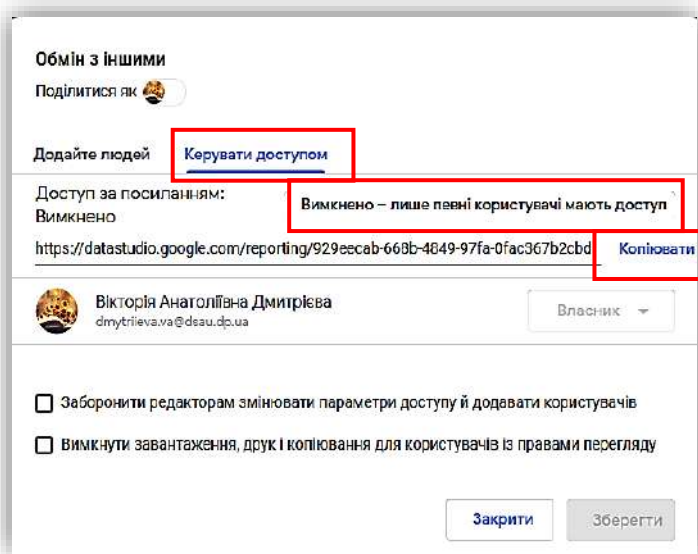 Обмін з іншими
Поділитися як
Додайте людей Керувати доступом
Доступ за посиланням:
Вимкнено
Вимкнено – лише певні користувачі мають доступ
https://datastudio.google.com/reporting/929eecab-668b-4849-97fa-0fac367b2cbd Копіювати
Вікторія Анатоліївна Дмитрієва
dmytriieva.va@dsau.dp.ua
Власник
Заборонити редакторам змінювати параметри доступу й додавати користувачів
Вимкнути завантаження, друк і копіювання для користувачів із правами перегляду
Закрити Зберегти